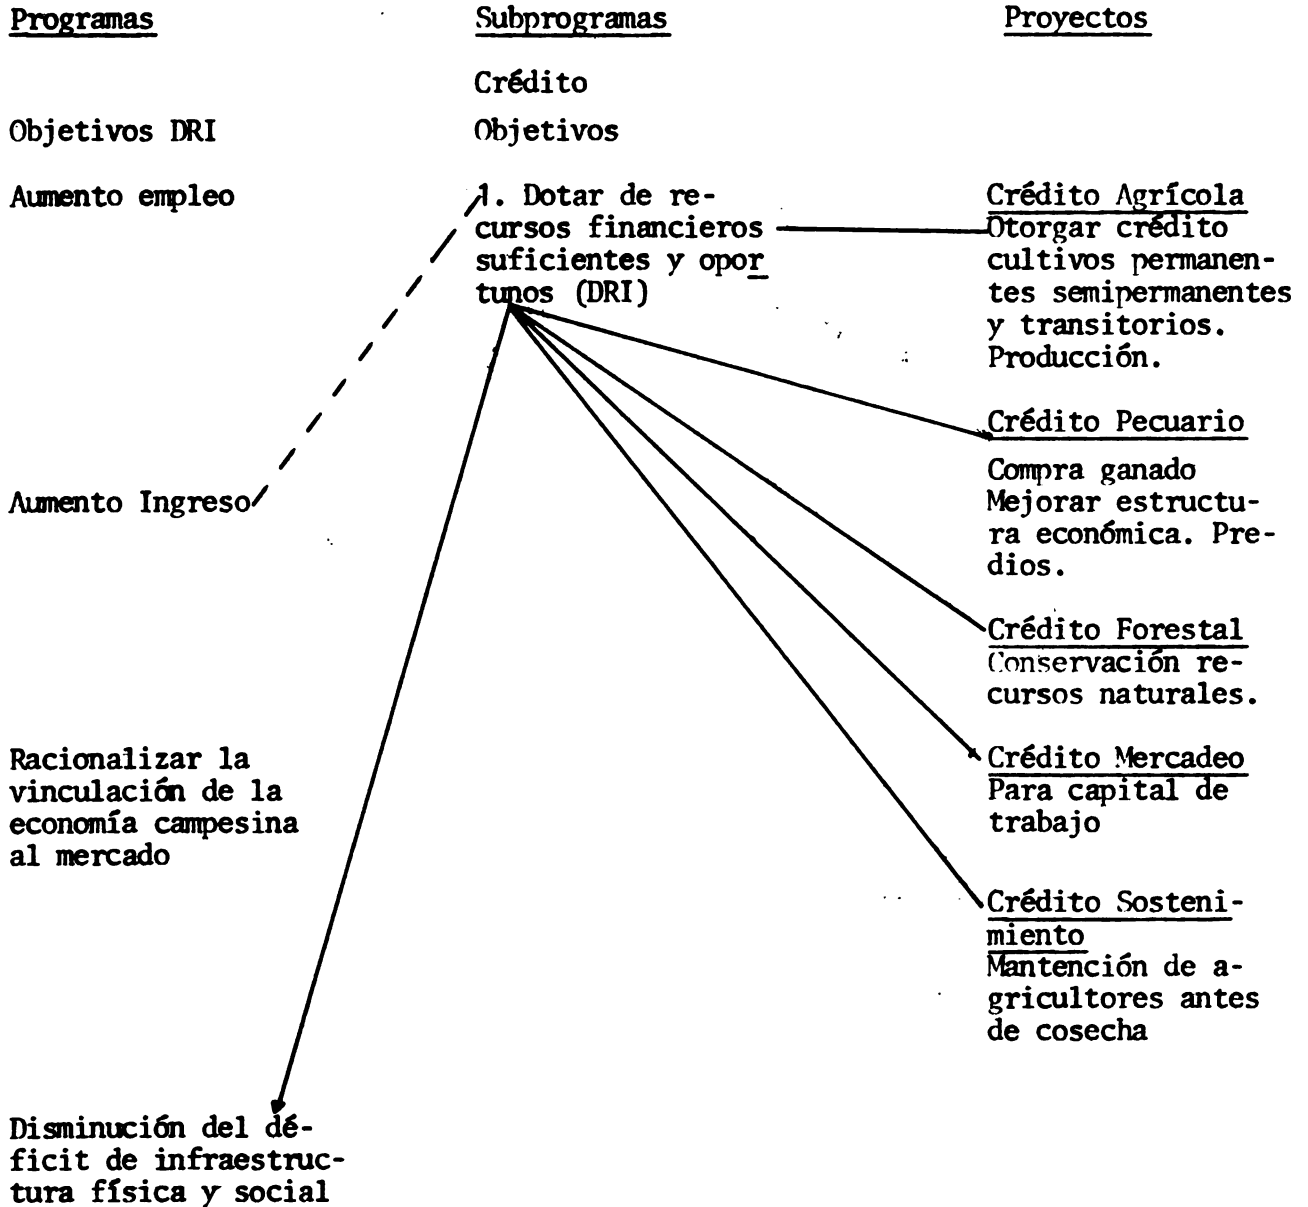 Programas
Subprogramas
Proyectos
Crédito
Objetivos DRI
Objetivos
Aumento empleo
1. Dotar de re-
cursos financieros
suficientes y opor
tunos (DRI)
Crédito Agrícola
Otorgar crédito
cultivos permanen-
tes semipermanentes
y transitorios.
Producción.
Crédito Pecuario
Compra ganado
Mejorar estructu-
ra económica. Pre-
dios.
Aumento Ingreso
Crédito Forestal
Conservación re-
cursos naturales.
Racionalizar la
vinculación de la
economía campesina
al mercado
Crédito Mercadeo
Para capital de
trabajo
Crédito Sosteni-
miento
Mantención de a-
gricultores antes
de cosecha
Disminución del dé-
ficit de infraestruc-
tura física y social